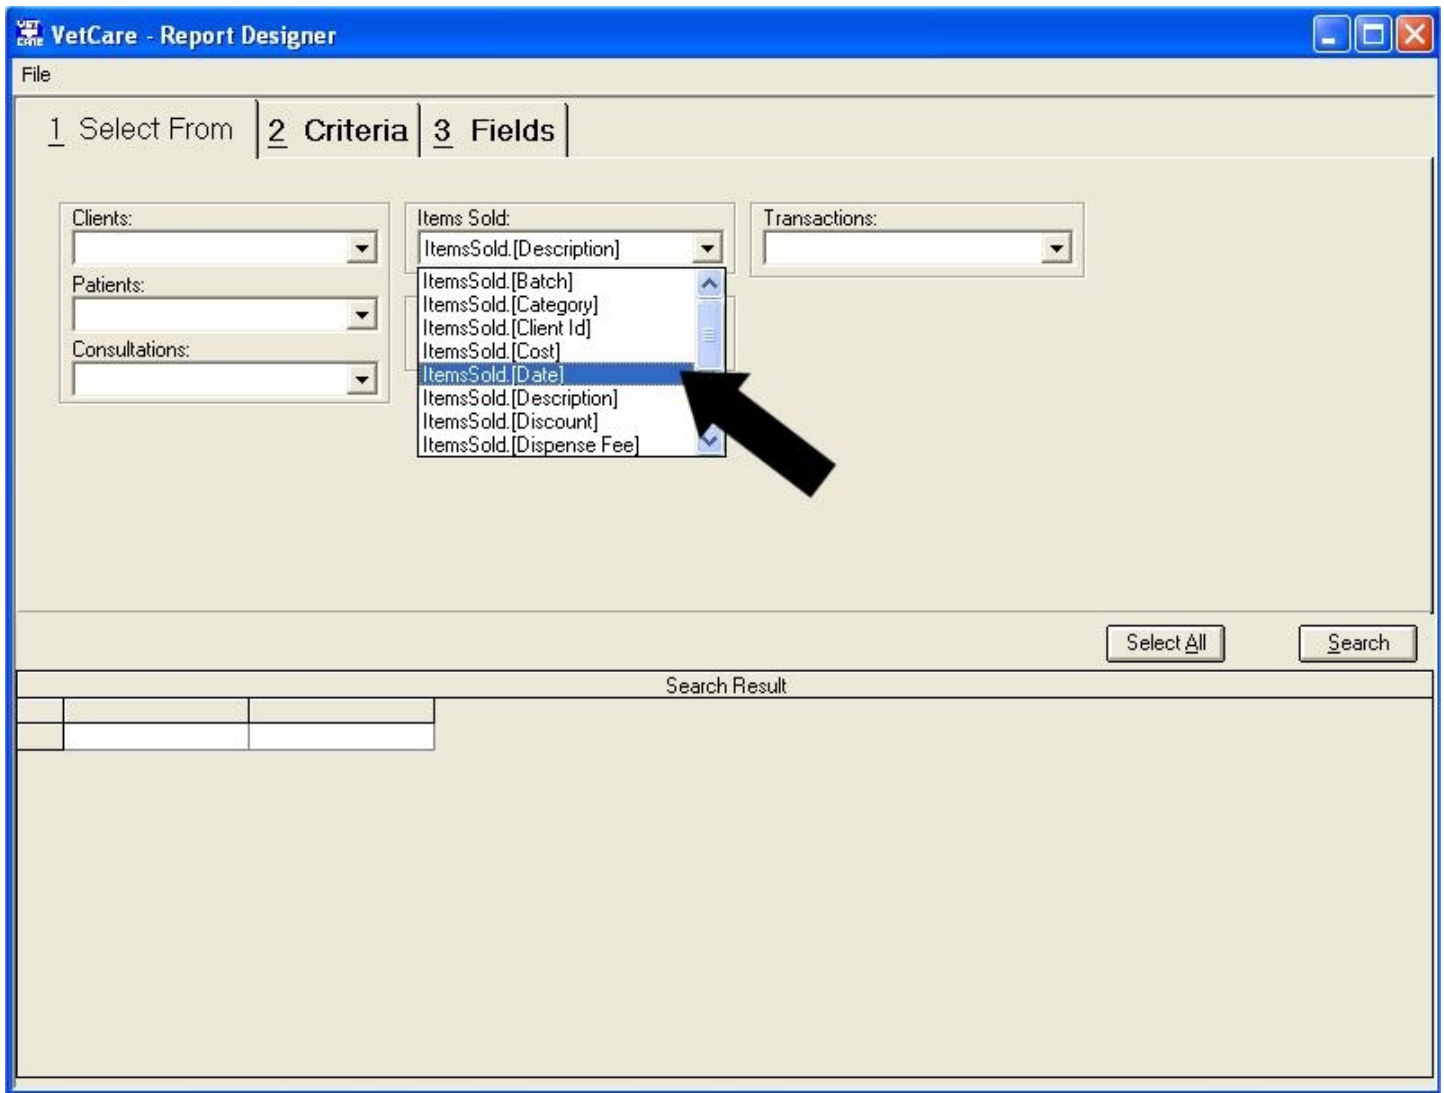 VET CARE VetCare - Report Designer
File
1 Select From 2 Criteria 3 Fields
Clients:
Patients:
Consultations:
Items Sold:
ItemsSold.[Description]
ItemsSold.[Batch]
ItemsSold.[Category]
ItemsSold.[Client Id]
ItemsSold.[Cost]
ItemsSold.[Date]
ItemsSold.[Description]
ItemsSold.[Discount]
ItemsSold.[Dispense Fee]
Transactions:
Select All Search
Search Result